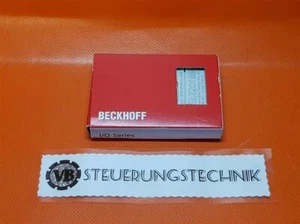 BECKHOFF
I/O Series
VB STEUERUNGSTECHNIK